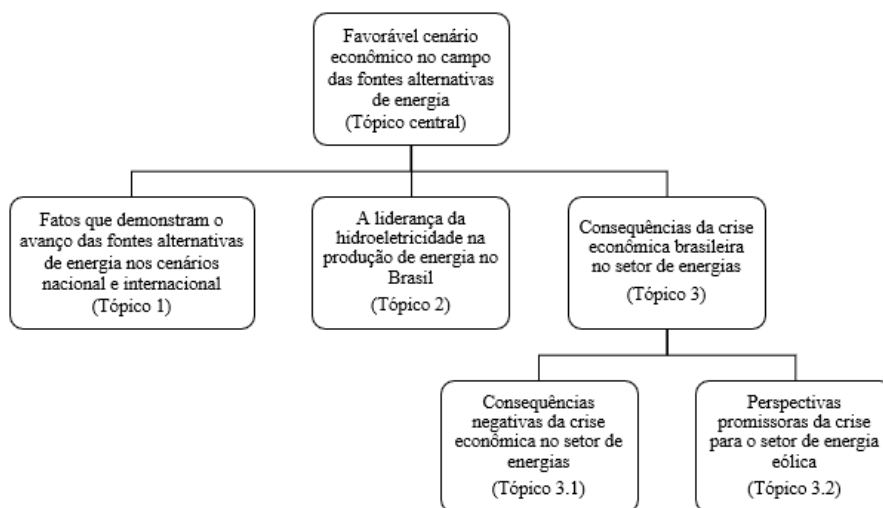 Favorável cenário
econômico no campo
das fontes alternativas
de energia
(Tópico central)
Fatos que demonstram o
avanço das fontes alternativas
de energia nos cenários
nacional e internacional
(Tópico 1)
A liderança da
hidroeletricidade na
produção de energia no
Brasil
(Tópico 2)
Consequências da crise
econômica brasileira
no setor de energias
(Tópico 3)
Consequências
negativas da crise
econômica no setor de
energias
(Tópico 3.1)
Perspectivas
promissoras da crise
para o setor de energia
eólica
(Tópico 3.2)